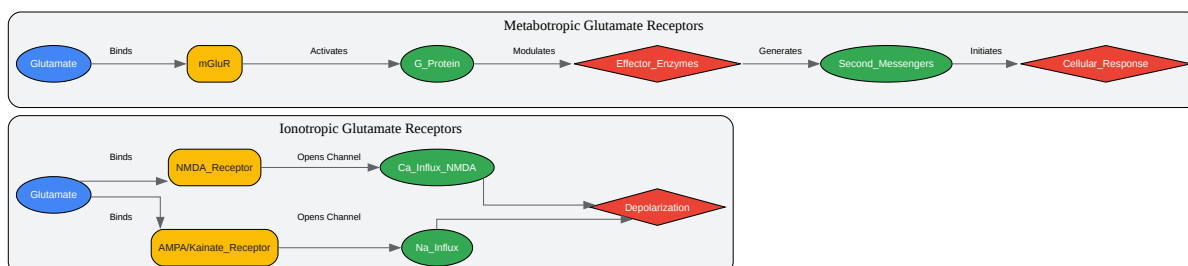 Metabotropic Glutamate Receptors
Glutamate
Binds
mGluR
Activates
G_Protein
Modulates
Effector_Enzymes
Generates
Second_Messengers
Initiates
Cellular_Response
Ionotropic Glutamate Receptors
Glutamate
Binds
NMDA_Receptor
Opens Channel
Ca_Influx_NMDA
Depolarization
Binds
AMPA/Kainate_Receptor
Opens Channel
Na_Influx